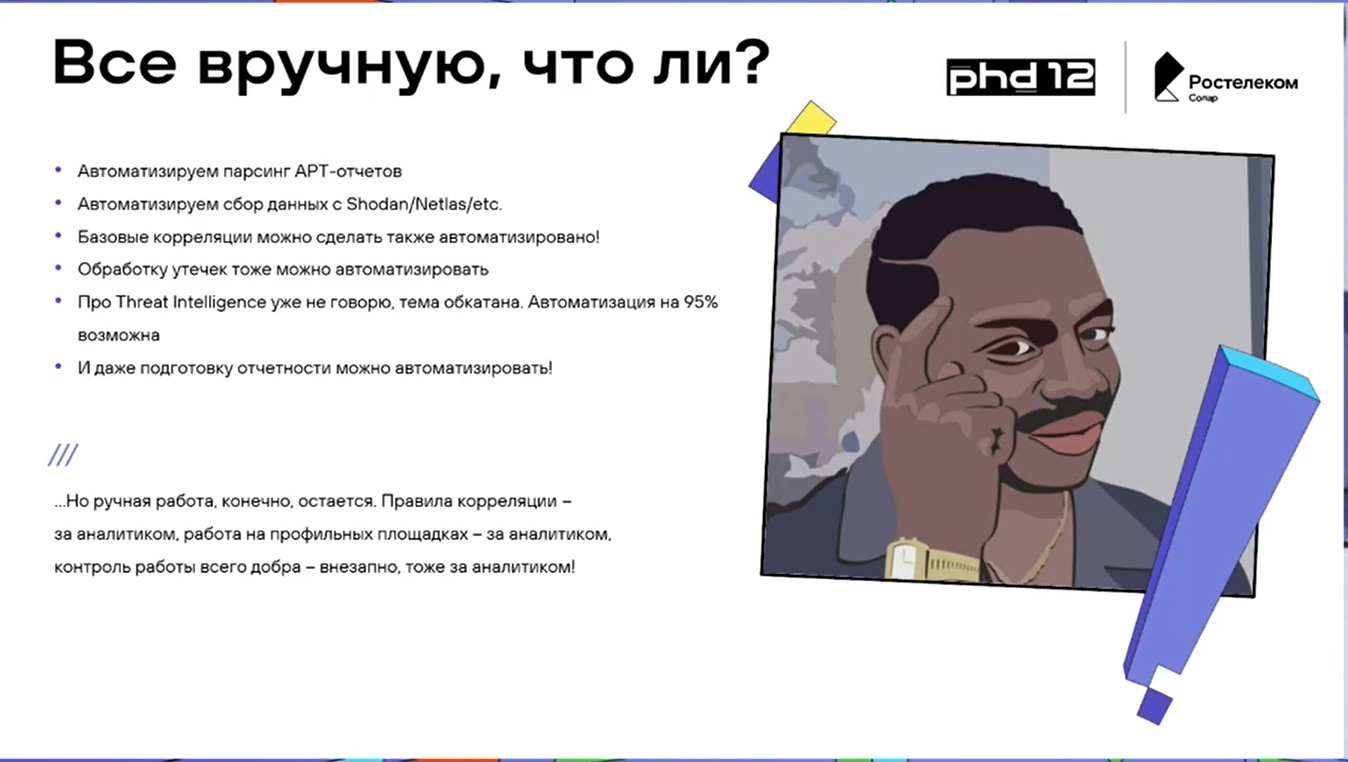 Все вручную, что ли?
phd 12
Ростелеком
Солар
• Автоматизируем парсинг APT-отчетов
• Автоматизируем сбор данных с Shodan/Netlas/etc.
• Базовые корреляции можно сделать также автоматизировано!
• Обработку утечек тоже можно автоматизировать
• Про Threat Intelligence уже не говорю, тема обкатана. Автоматизация на 95%
возможна
• И даже подготовку отчетности можно автоматизировать!
///
...Но ручная работа, конечно, остается. Правила корреляции –
за аналитиком, работа на профильных площадках – за аналитиком,
контроль работы всего добра – внезапно, тоже за аналитиком!